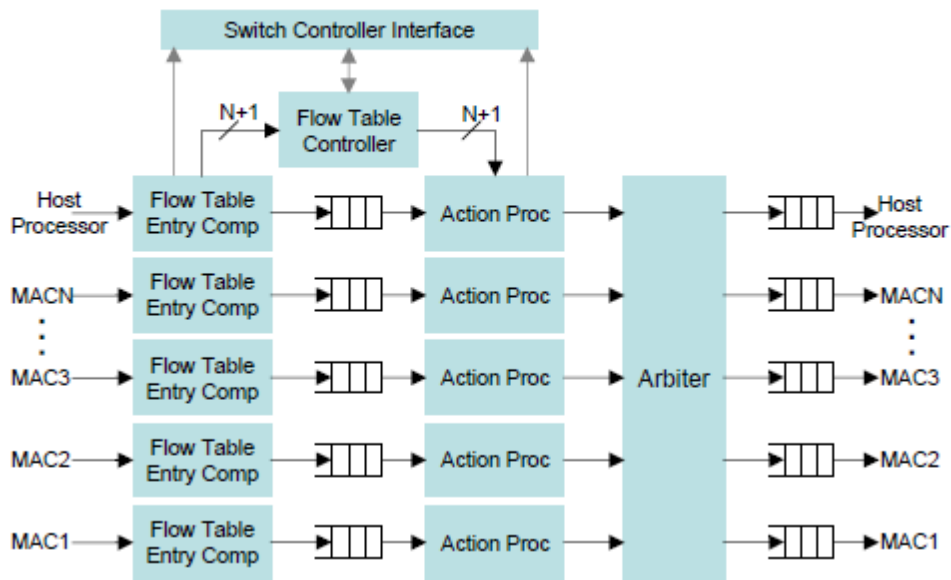 Switch Controller Interface
N+1
Flow Table
Controller
N+1
Host
Processor
Flow Table
Entry Comp
Action Proc
Host
Processor
MACN
Flow Table
Entry Comp
Action Proc
MACN
MAC3
Flow Table
Entry Comp
Action Proc
Arbiter
MAC3
MAC2
Flow Table
Entry Comp
Action Proc
MAC2
MAC1
Flow Table
Entry Comp
Action Proc
MAC1